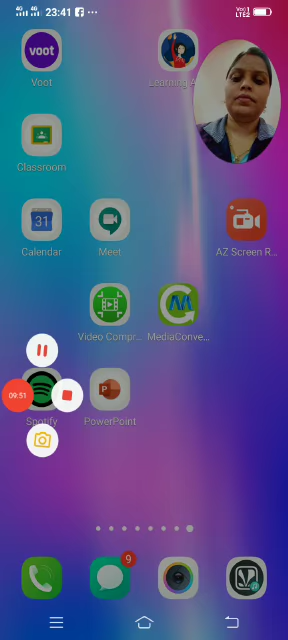 4G 4G 23:41
Vo) 1
LTE2
voot
Voot
Learning A
Classroom
31
Calendar
Meet
AZ Screen R...
Video Compr...
MediaConve...
09:51
Spotify
P
PowerPoint
9